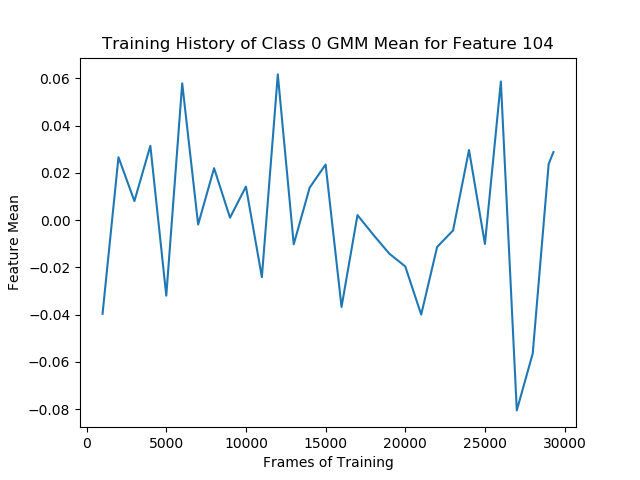 Training History of Class 0 GMM Mean for Feature 104
0.06
0.04
0.02
0.00
−0.02
−0.04
−0.06
−0.08
Feature Mean
0 5000 10000 15000 20000 25000 30000
Frames of Training